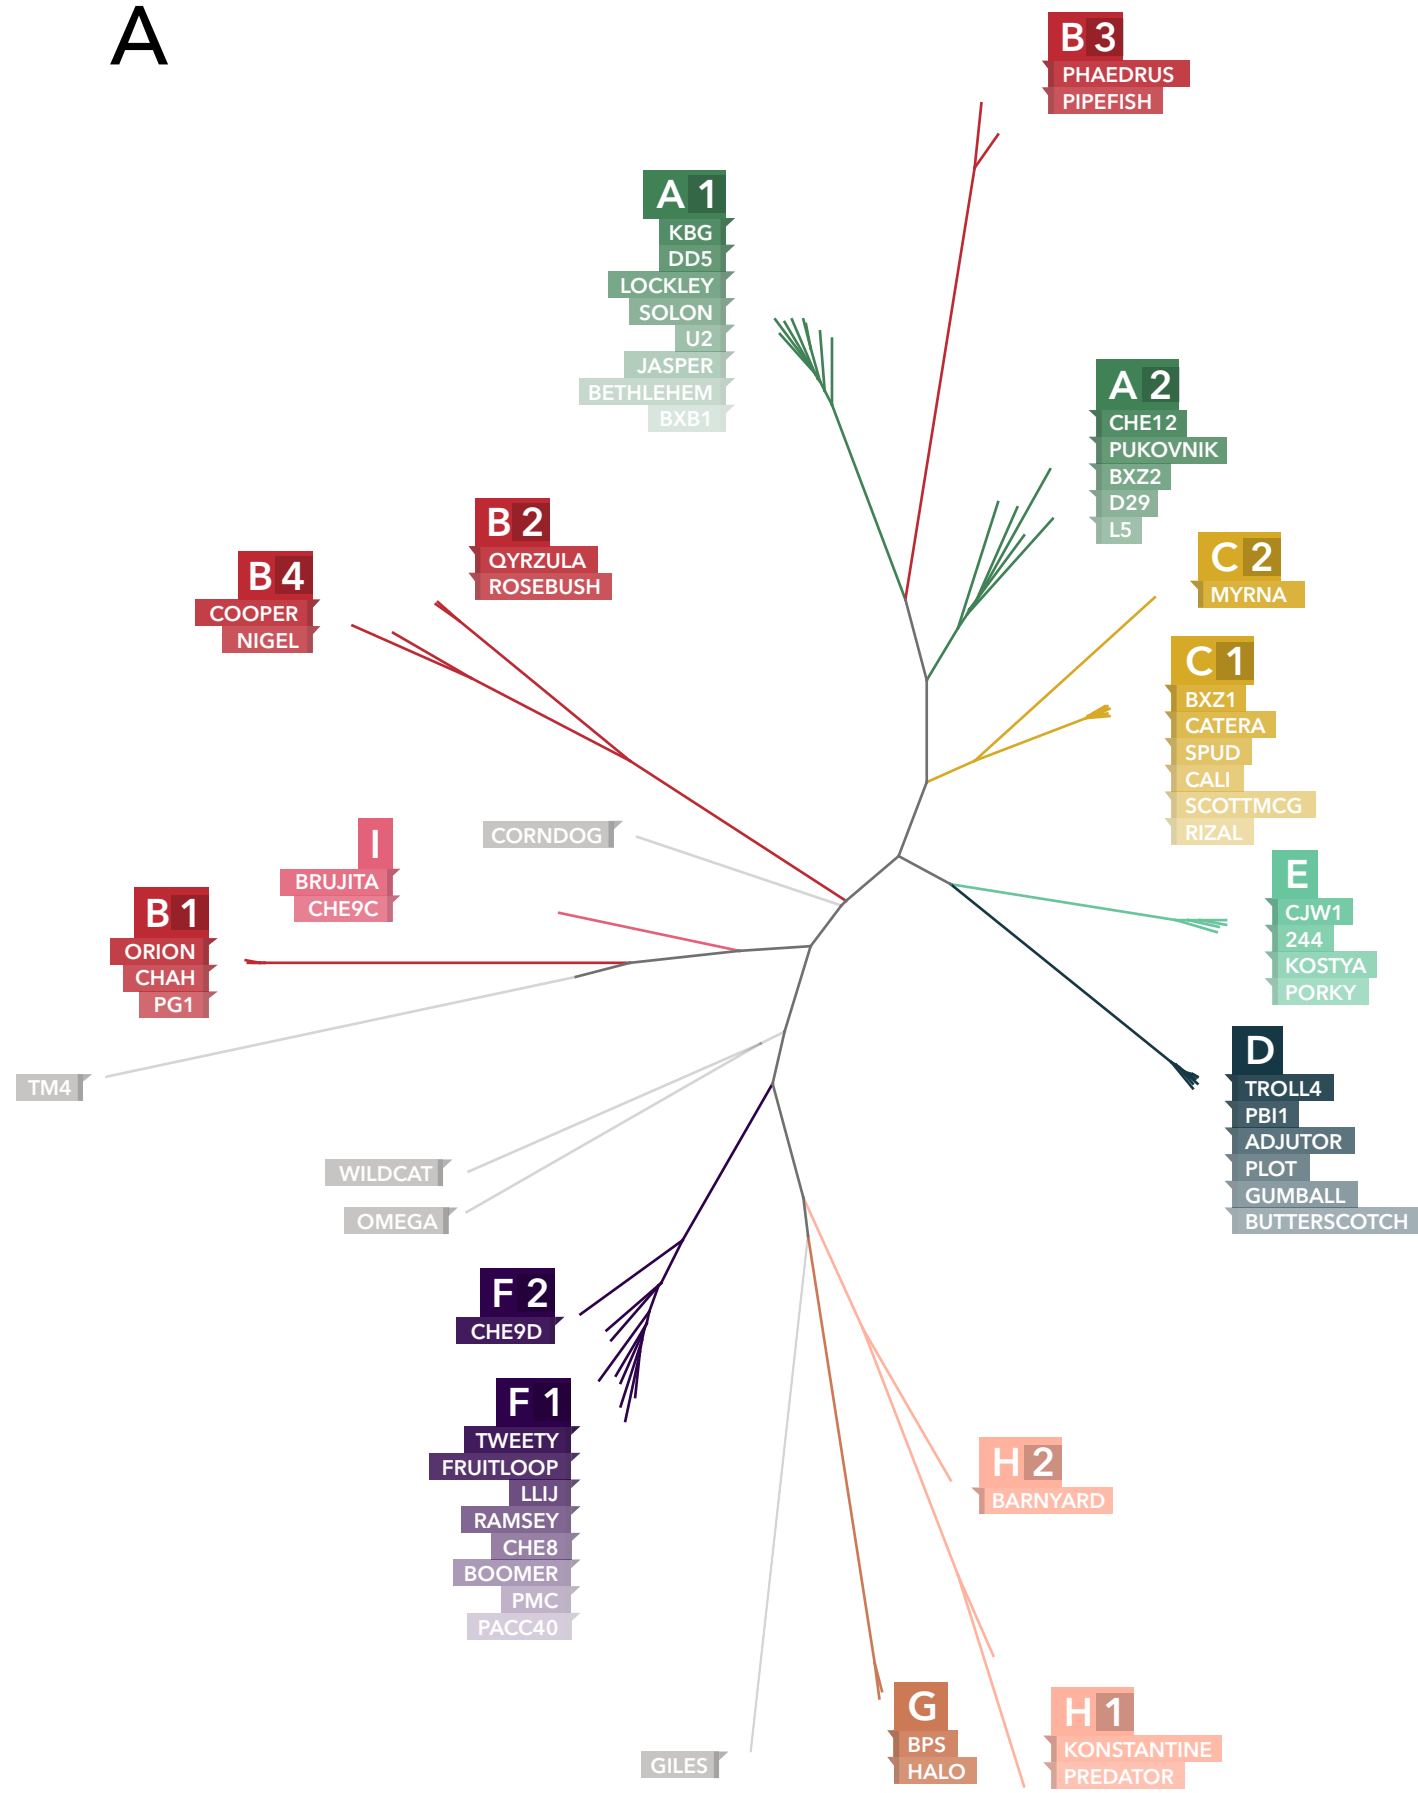 A
B 3
PHAEDRUS
PIPEFISH
A 1
KBG
DD5
LOCKLEY
SOLON
U2
JASPER
BETHLEHEM
BXB1
A 2
CHE12
PUKOVNIK
BXZ2
D29
L5
B 2
QYRZULA
ROSEBUSH
B 4
COOPER
NIGEL
C 2
MYRNA
C 1
BXZ1
CATERA
SPUD
CALI
SCOTTMCG
RIZAL
CORNDOG
I
BRUJITA
CHE9C
B 1
ORION
CHAH
PG1
E
CJW1
244
KOSTYA
PORKY
TM4
D
TROLL4
PBI1
ADJUTOR
PLOT
GUMBALL
BUTTERSCOTCH
WILDCAT
OMEGA
F 2
CHE9D
F 1
TWEETY
FRUITLOOP
LLIJ
RAMSEY
CHE8
BOOMER
PMC
PACC40
H 2
BARNYARD
G
BPS
HALO
H 1
KONSTANTINE
PREDATOR
GILES